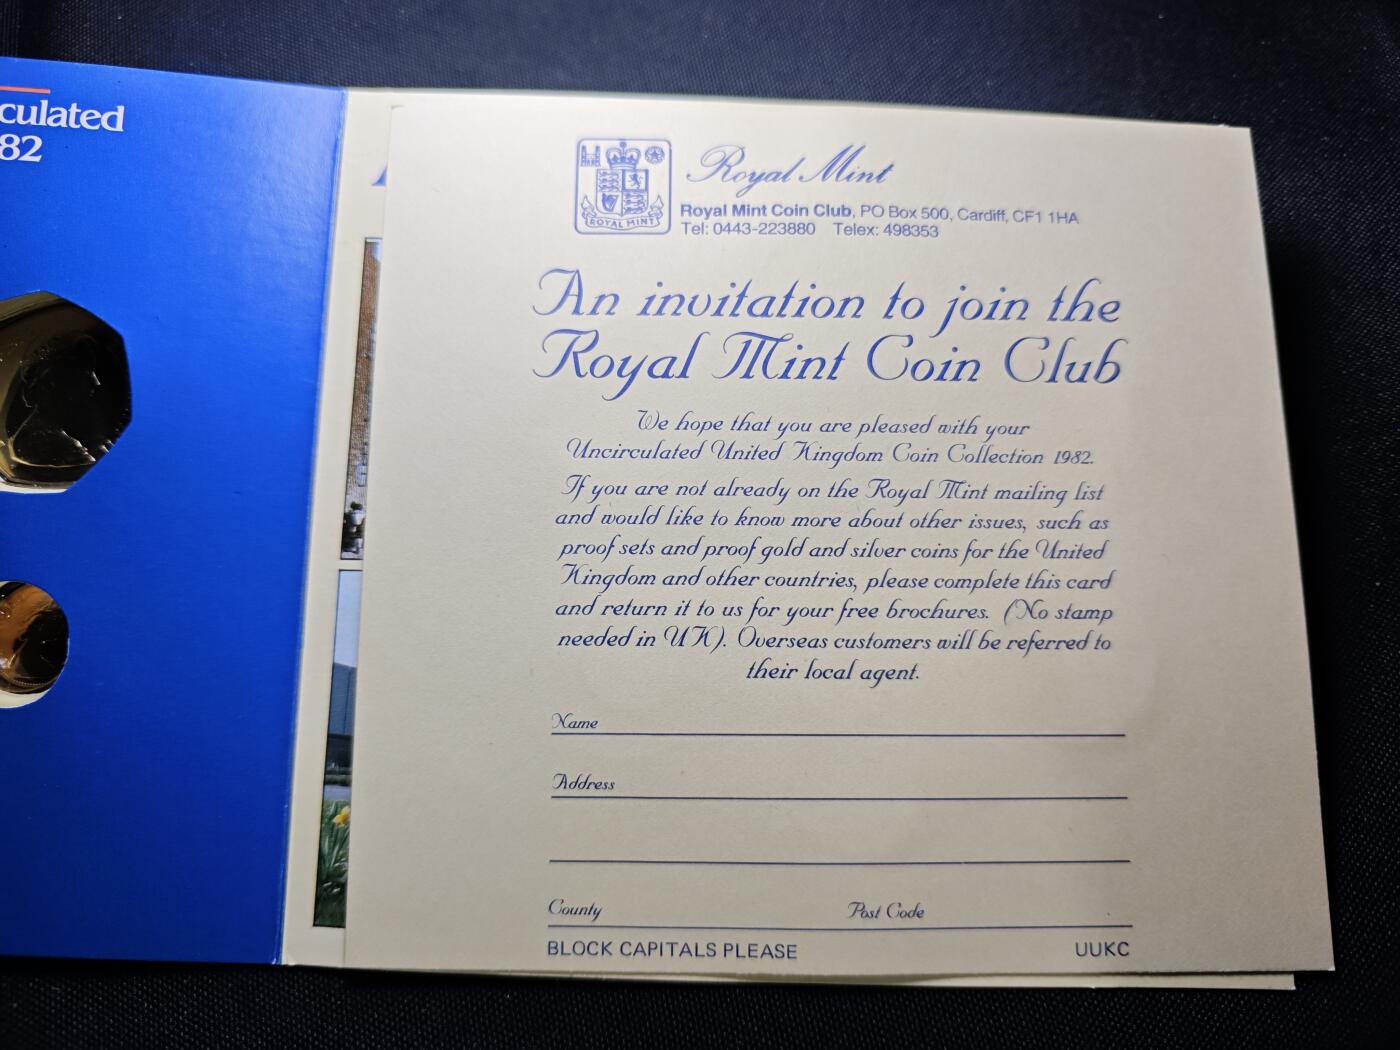 culated
82
ROYAL MINT
Royal Mint
Royal Mint Coin Club, PO Box 500, Cardiff, CF1 1HA
Tel: 0443-223880 Telex: 498353
An invitation to join the
Royal Mint Coin Club
We hope that you are pleased with your
Uncirculated United Kingdom Coin Collection 1982.
If you are not already on the Royal Mint mailing list
and would like to know more about other issues, such as
proof sets and proof gold and silver coins for the United
Kingdom and other countries, please complete this card
and return it to us for your free brochures. (No stamp
needed in UK). Overseas customers will be referred to
their local agent.
Name
Address
County Post Code
BLOCK CAPITALS PLEASE UUKC